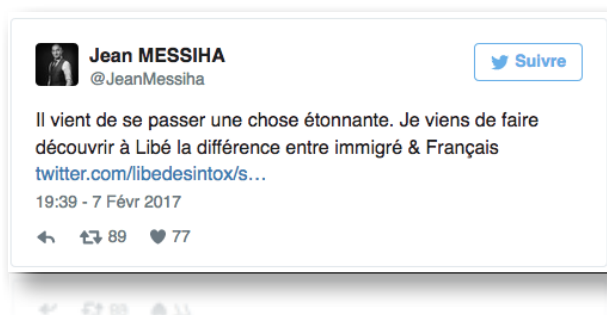 Jean MESSIHA
@JeanMessiha
Suivre
Il vient de se passer une chose étonnante. Je viens de faire
découvrir à Libé la différence entre immigré & Français
twitter.com/libedesintox/s…
19:39 - 7 Févr 2017
89 77